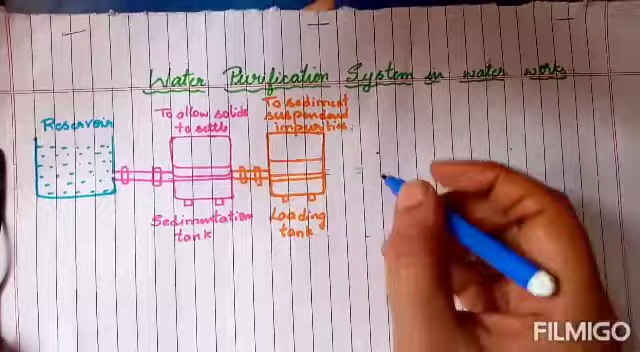 Water Purification System in water works
Reservoir
To allow solids
to settle
To sediment
suspended
impurities.
Sedimentation
tank
Loading
tank
FILMIGO